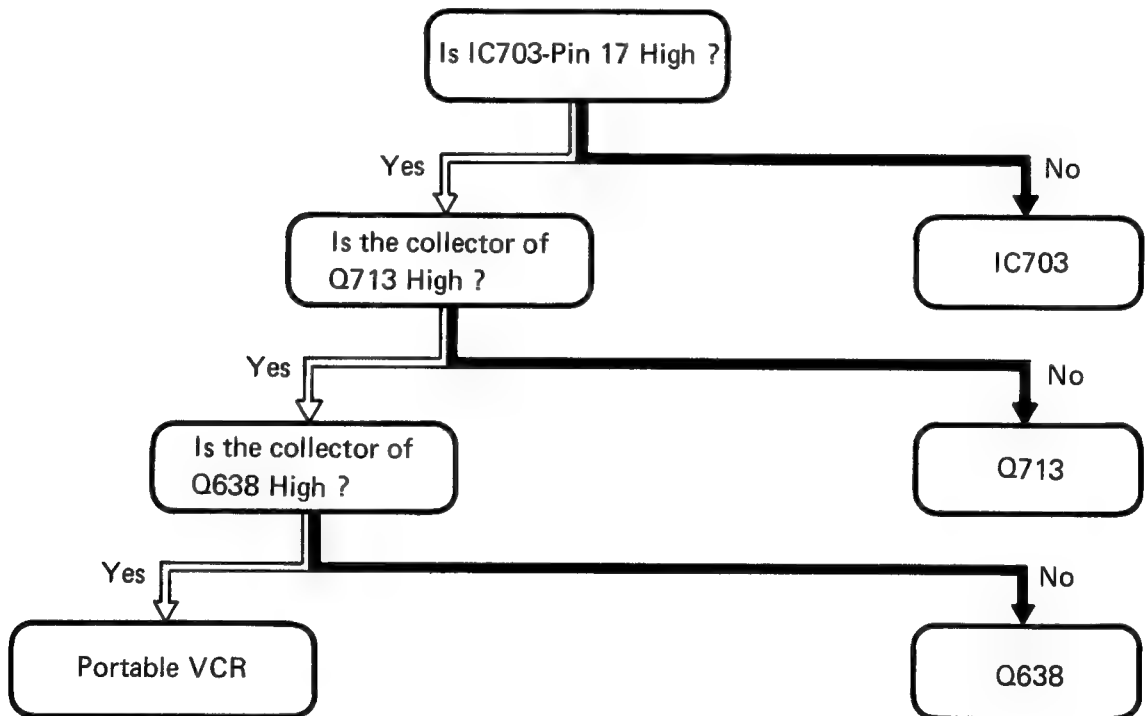 Is IC703-Pin 17 High ?
Yes
No
Is the collector of
Q713 High ?
IC703
Yes
No
Is the collector of
Q638 High ?
Q713
Yes
No
Portable VCR
Q638